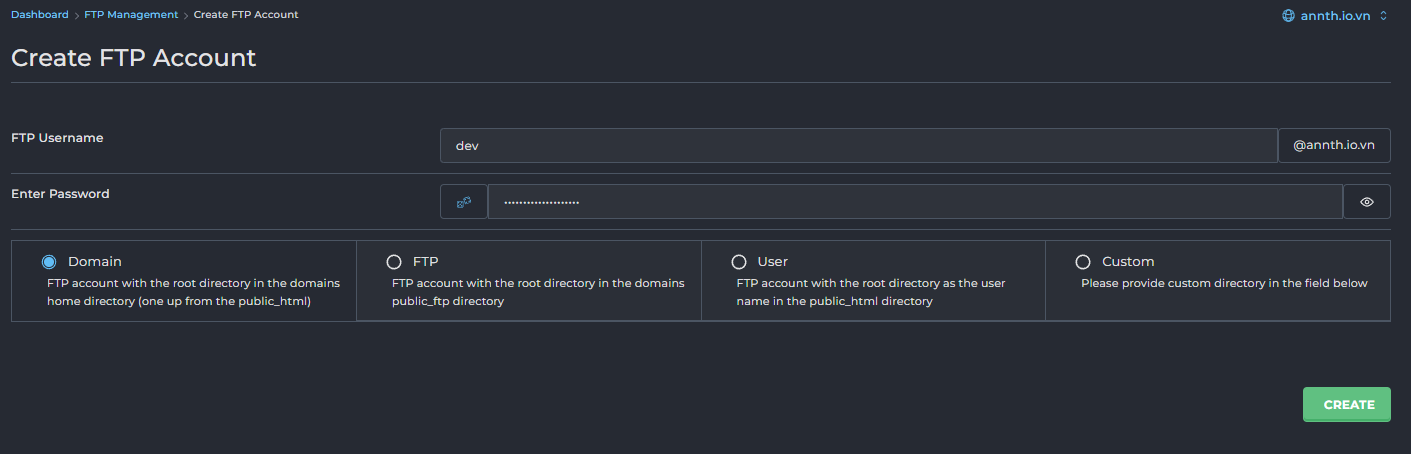 Dashboard > FTP Management > Create FTP Account
annth.io.vn
Create FTP Account
FTP Username
dev
@annth.io.vn
Enter Password
••••••••••••••••••••
Domain
FTP account with the root directory in the domains
home directory (one up from the public_html)
FTP
FTP account with the root directory in the domains
public_ftp directory
User
FTP account with the root directory as the user
name in the public_html directory
Custom
Please provide custom directory in the field below
CREATE